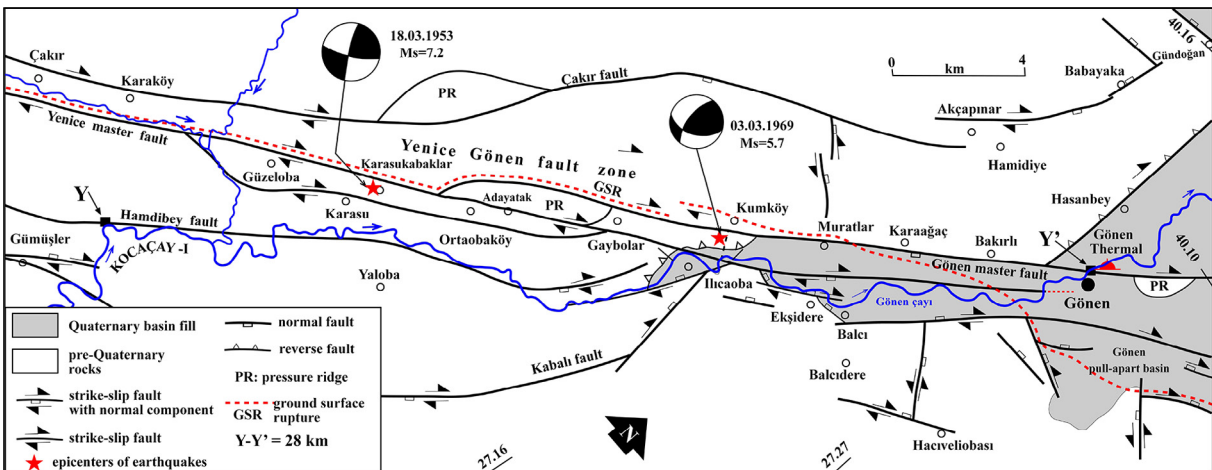 18.03.1953
Ms=7.2
Çakır
Karaköy
PR
Çakır fault
0
4
km
40.16
Gündoğan
Babayaka
Akçapınar
Hamidiye
03.03.1969
Ms=5.7
Yenice master fault
Yenice Gönen fault zone
Karasukabaklar
Güzeloba
GSR
Adayatak
PR
Y
Hamdibey fault
Karasu
Kumköy
Hasanbey
Gümüşler
KOCAÇAY-I
Ortaobaköy
Gaybolar
Muratlar
Karaağaç
Bakırlı
Y'
Gönen
Thermal
40.10
Gönen master fault
PR
Yaloba
Ilıcaoba
Gönen çayı
Gönen
Ekşidere
Balcı
Kabalı fault
Balcıdere
Gönen
pull-apart basin
Hacıveliobası
N
27.16
27.27
Quaternary basin fill
pre-Quaternary
rocks
strike-slip fault
with normal component
strike-slip fault
epicenters of earthquakes
normal fault
reverse fault
PR: pressure ridge
GSR
ground surface
rupture
Y-Y' = 28 km